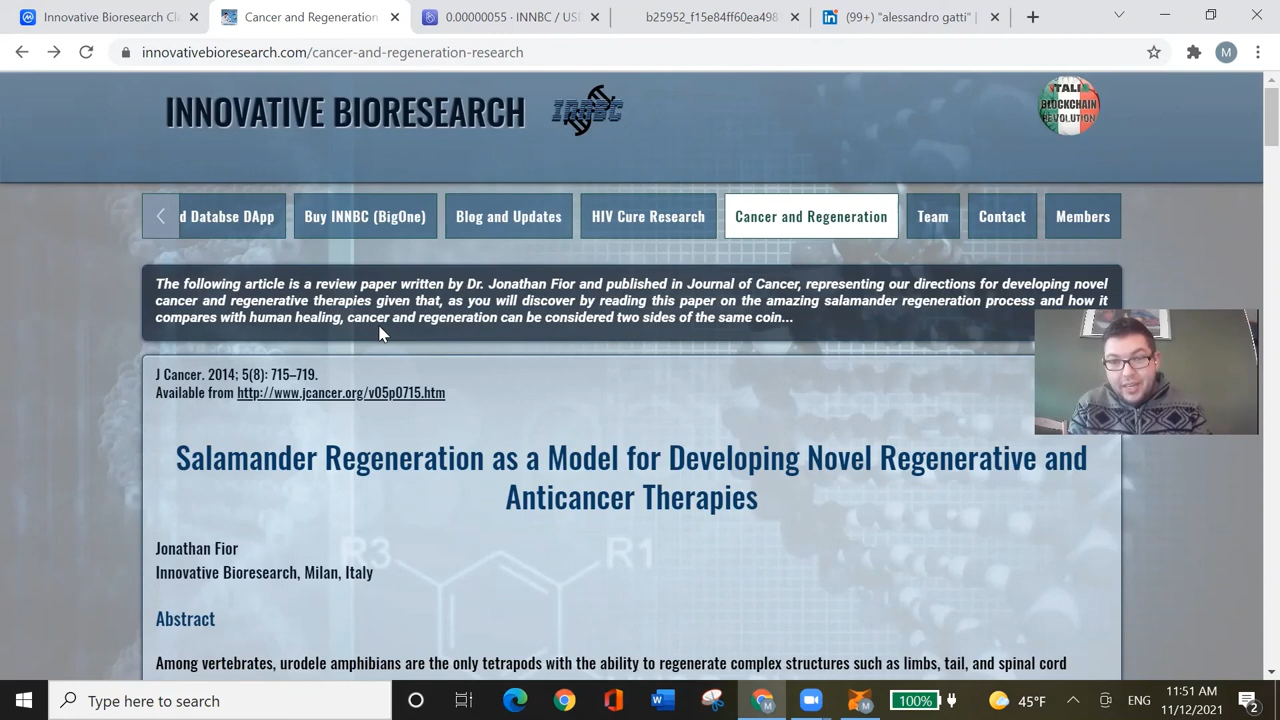 Innovative Bioresearch Cl
Cancer and Regeneration
0.00000055 · INNBC /
b25952_f15e84ff60ea498
(99+) "alessandro gatti"
innovativebioresearch.com/cancer-and-regeneration-research
M
INNOVATIVE BIORESEARCH
INNBC
ITALIA
BLOCKCHAIN
REVOLUTION
d Databse DApp
Buy INNBC (BigOne)
Blog and Updates
HIV Cure Research
Cancer and Regeneration
Team
Contact
Members
The following article is a review paper written by Dr. Jonathan Fior and published in Journal of Cancer, representing our directions for developing novel
cancer and regenerative therapies given that, as you will discover by reading this paper on the amazing salamander regeneration process and how it
compares with human healing, cancer and regeneration can be considered two sides of the same coin...
J Cancer. 2014; 5(8): 715–719.
Available from http://www.jcancer.org/v05p0715.htm
Salamander Regeneration as a Model for Developing Novel Regenerative and
Anticancer Therapies
Jonathan Fior
Innovative Bioresearch, Milan, Italy
R3
R1
Abstract
Among vertebrates, urodele amphibians are the only tetrapods with the ability to regenerate complex structures such as limbs, tail, and spinal cord
Type here to search
100%
45°F
ENG
11:51 AM
11/12/2021
2